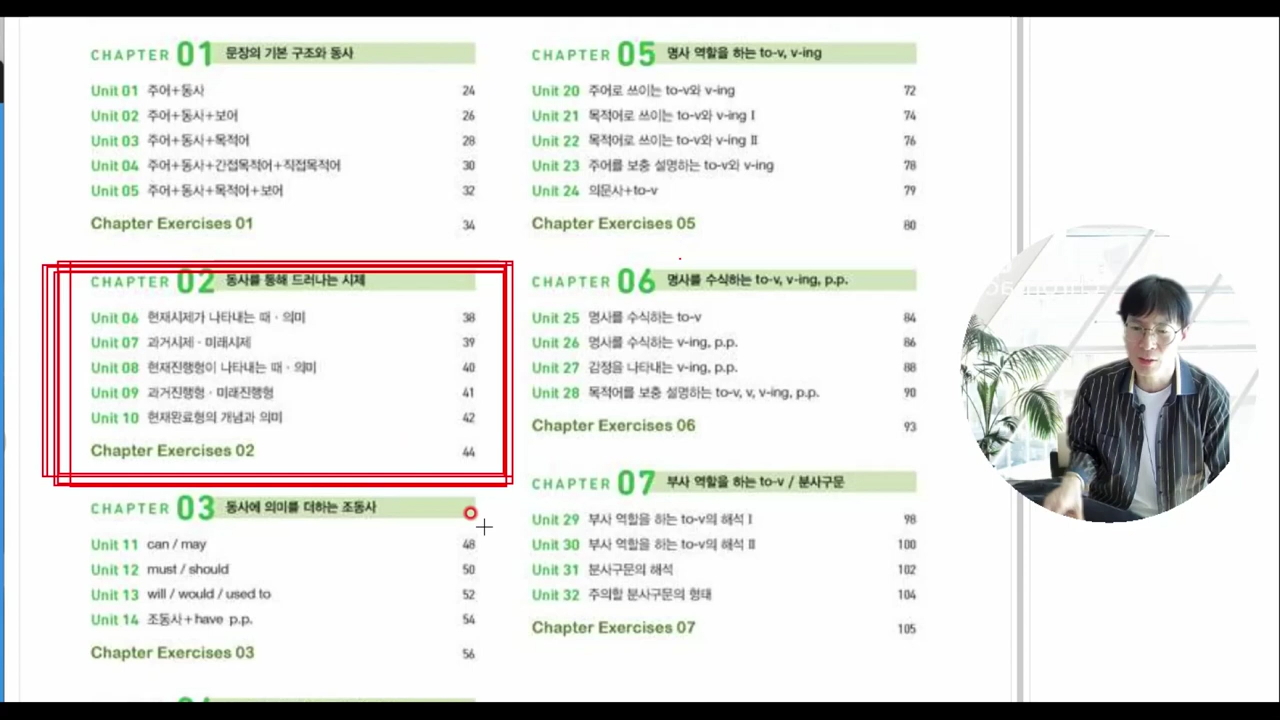 CHAPTER 01 문장의 기본 구조와 동사
Unit 01 주어+동사 24
Unit 02 주어+동사+보어 26
Unit 03 주어+동사+목적어 28
Unit 04 주어+동사+간접목적어+직접목적어 30
Unit 05 주어+동사+목적어+보어 32
Chapter Exercises 01 34
CHAPTER 02 동사를 통해 드러나는 시제
Unit 06 현재시제가 나타내는 때 · 의미 38
Unit 07 과거시제 · 미래시제 39
Unit 08 현재진행형이 나타내는 때 · 의미 40
Unit 09 과거진행형 · 미래진행형 41
Unit 10 현재완료형의 개념과 의미 42
Chapter Exercises 02 44
CHAPTER 03 동사에 의미를 더하는 조동사
Unit 11 can / may 48
Unit 12 must / should 50
Unit 13 will / would / used to 52
Unit 14 조동사+have p.p. 54
Chapter Exercises 03 56
CHAPTER 05 명사 역할을 하는 to-v, v-ing
Unit 20 주어로 쓰이는 to-v와 v-ing 72
Unit 21 목적어로 쓰이는 to-v와 v-ing Ⅰ 74
Unit 22 목적어로 쓰이는 to-v와 v-ing Ⅱ 76
Unit 23 주어를 보충 설명하는 to-v와 v-ing 78
Unit 24 의문사+to-v 79
Chapter Exercises 05 80
CHAPTER 06 명사를 수식하는 to-v, v-ing, p.p.
Unit 25 명사를 수식하는 to-v 84
Unit 26 명사를 수식하는 v-ing, p.p. 86
Unit 27 감정을 나타내는 v-ing, p.p. 88
Unit 28 목적어를 보충 설명하는 to-v, v, v-ing, p.p. 90
Chapter Exercises 06 93
CHAPTER 07 부사 역할을 하는 to-v / 분사구문
Unit 29 부사 역할을 하는 to-v의 해석 Ⅰ 98
Unit 30 부사 역할을 하는 to-v의 해석 Ⅱ 100
Unit 31 분사구문의 해석 102
Unit 32 주의할 분사구문의 형태 104
Chapter Exercises 07 105